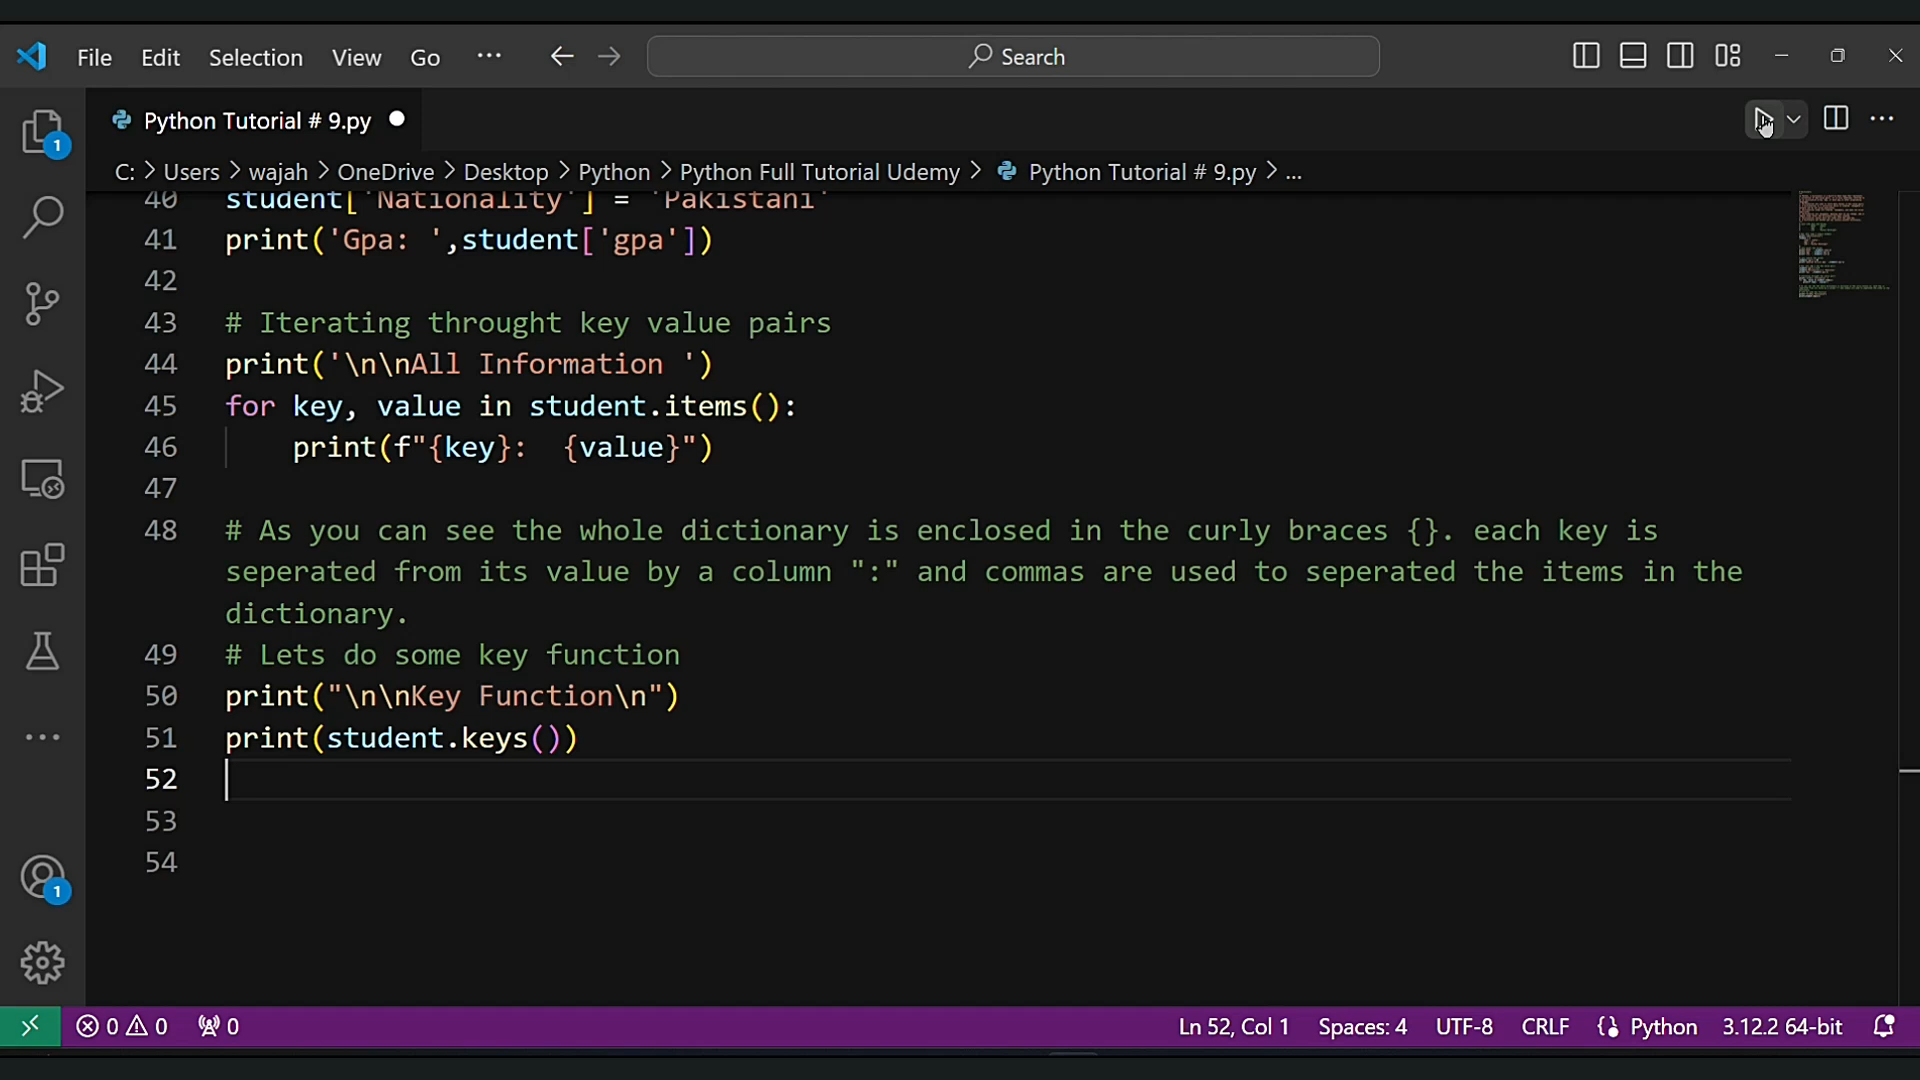 File Edit Selection View Go ··· Search
Python Tutorial # 9.py
C: > Users > wajah > OneDrive > Desktop > Python > Python Full Tutorial Udemy > Python Tutorial # 9.py > ...
1
40 student['Nationality'] = 'Pakistani'
41 print('Gpa: ',student['gpa'])
42
43 # Iterating throught key value pairs
44 print('\n\nAll Information ')
45 for key, value in student.items():
46     print(f"{key}:  {value}")
47
48 # As you can see the whole dictionary is enclosed in the curly braces {}. each key is
seperated from its value by a column ":" and commas are used to seperated the items in the
dictionary.
49 # Lets do some key function
50 print("\n\nKey Function\n")
51 print(student.keys())
52
53
54
1
0 0 0 Ln 52, Col 1 Spaces: 4 UTF-8 CRLF Python 3.12.2 64-bit